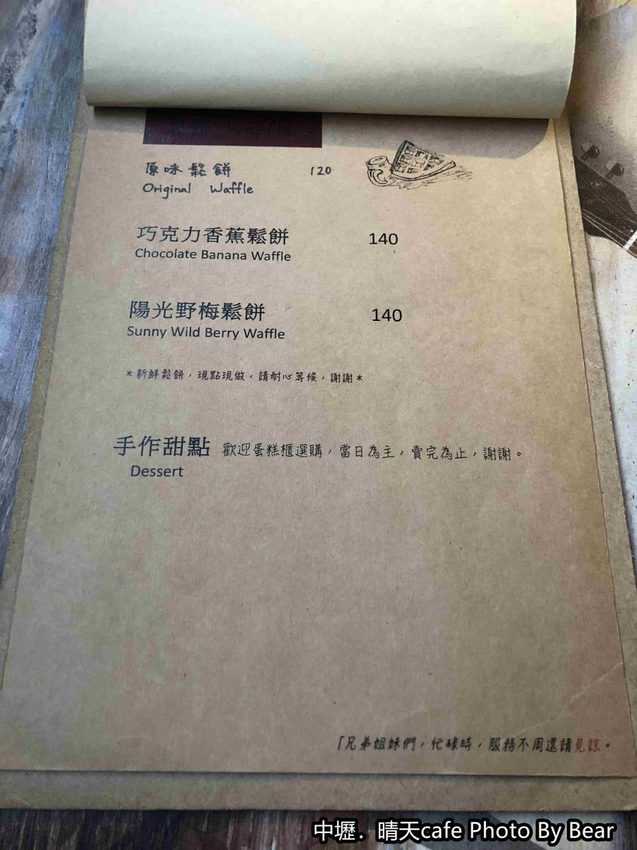 原味鬆餅 120
Original Waffle
巧克力香蕉鬆餅 140
Chocolate Banana Waffle
陽光野梅鬆餅 140
Sunny Wild Berry Waffle
*新鮮鬆餅，現點現做，請耐心等候，謝謝*
手作甜點 歡迎蛋糕櫃選購，當日為主，賣完為止，謝謝。
Dessert
「兄弟姐妹們，忙碌時，服務不周還請見諒。
中壢．晴天cafe Photo By Bear